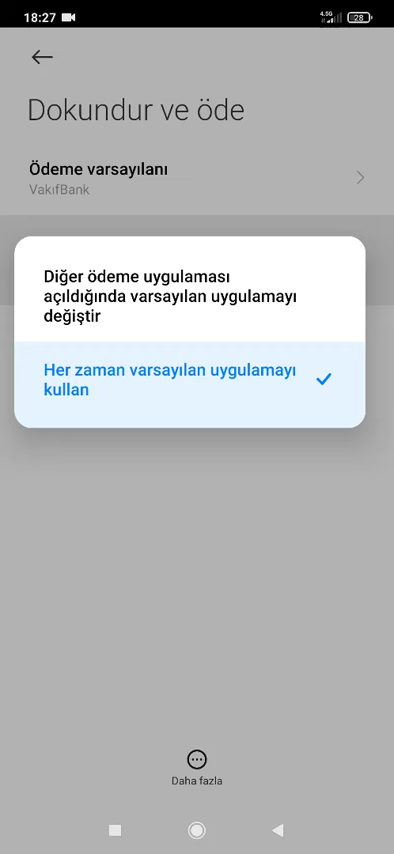 18:27
4.5G
28
Dokundur ve öde
Ödeme varsayılanı
VakıfBank
Diğer ödeme uygulaması
açıldığında varsayılan uygulamayı
değiştir
Her zaman varsayılan uygulamayı
kullan
Daha fazla